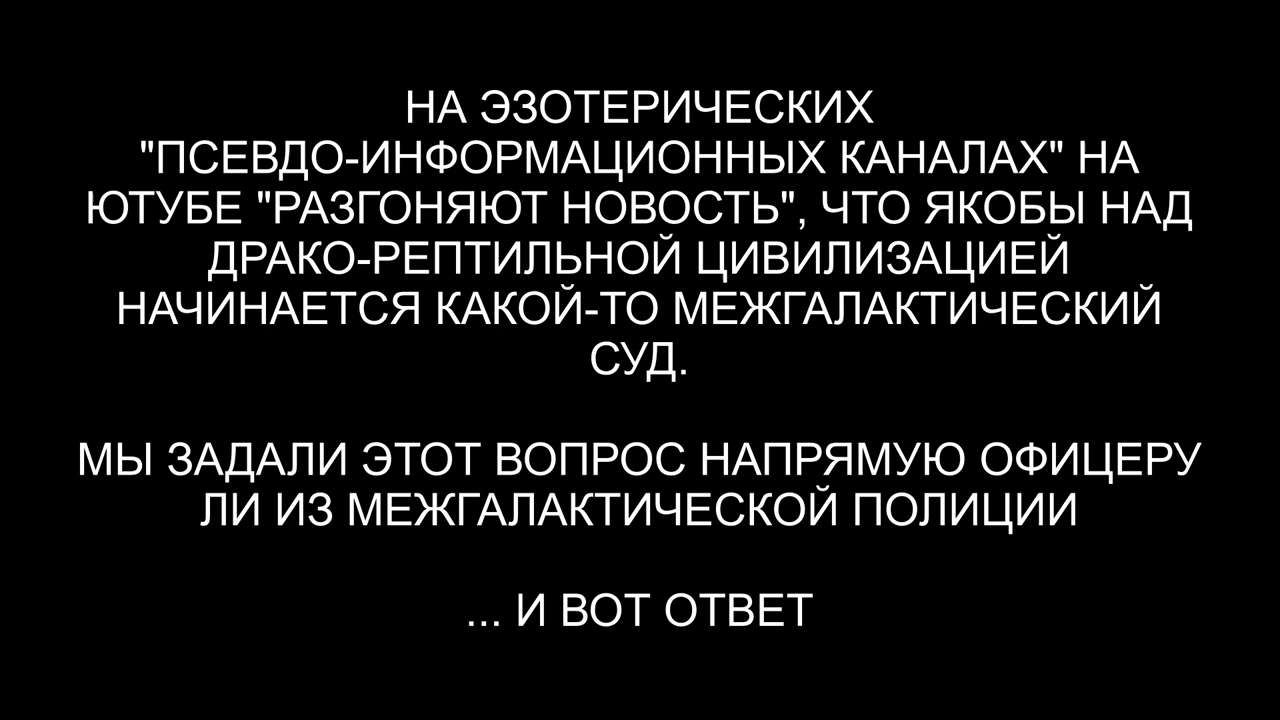 НА ЭЗОТЕРИЧЕСКИХ
"ПСЕВДО-ИНФОРМАЦИОННЫХ КАНАЛАХ" НА
ЮТУБЕ "РАЗГОНЯЮТ НОВОСТЬ", ЧТО ЯКОБЫ НАД
ДРАКО-РЕПТИЛЬНОЙ ЦИВИЛИЗАЦИЕЙ
НАЧИНАЕТСЯ КАКОЙ-ТО МЕЖГАЛАКТИЧЕСКИЙ
СУД.
МЫ ЗАДАЛИ ЭТОТ ВОПРОС НАПРЯМУЮ ОФИЦЕРУ
ЛИ ИЗ МЕЖГАЛАКТИЧЕСКОЙ ПОЛИЦИИ
... И ВОТ ОТВЕТ